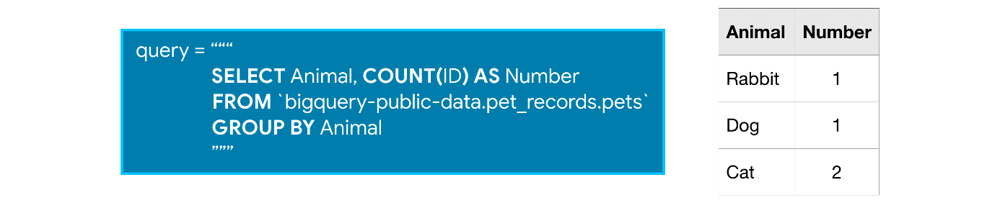 query = “““
SELECT Animal, COUNT(ID) AS Number
FROM `bigquery-public-data.pet_records.pets`
GROUP BY Animal
”””
Animal Number
Rabbit 1
Dog 1
Cat 2